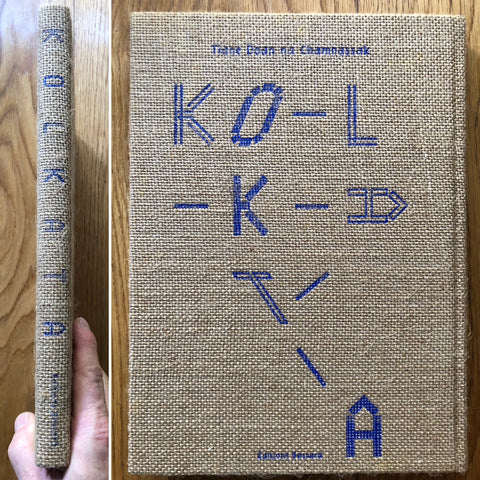 KOLKATA
Tiane Doan na Champassak
KO-L
-K-A
T
A
Editions Bessard